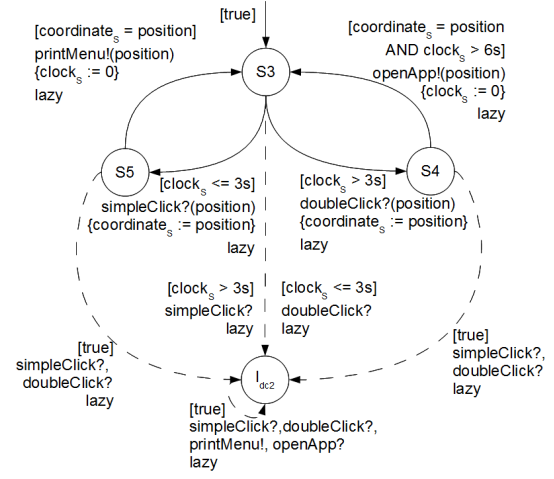 [true]
[coordinateₛ = position]
printMenu!(position)
{clockₛ := 0}
lazy
[coordinateₛ = position
AND clockₛ > 6s]
openApp!(position)
{clockₛ := 0}
lazy
S3
S5
S4
[clockₛ <= 3s]
simpleClick?(position)
{coordinateₛ := position}
lazy
[clockₛ > 3s]
doubleClick?(position)
{coordinateₛ := position}
lazy
[clockₛ > 3s]
simpleClick?
lazy
[clockₛ <= 3s]
doubleClick?
lazy
[true]
simpleClick?,
doubleClick?
lazy
[true]
simpleClick?,
doubleClick?
lazy
I_dc2
[true]
simpleClick?,doubleClick?,
printMenu!, openApp?
lazy